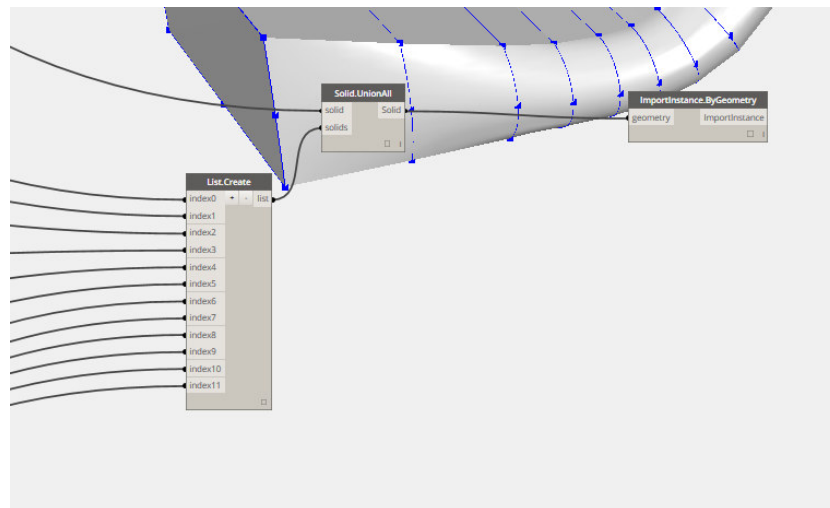 Solid.UnionAll
solid Solid
solids
ImportInstance.ByGeometry
geometry ImportInstance
List.Create
index0 + - list
index1
index2
index3
index4
index5
index6
index7
index8
index9
index10
index11